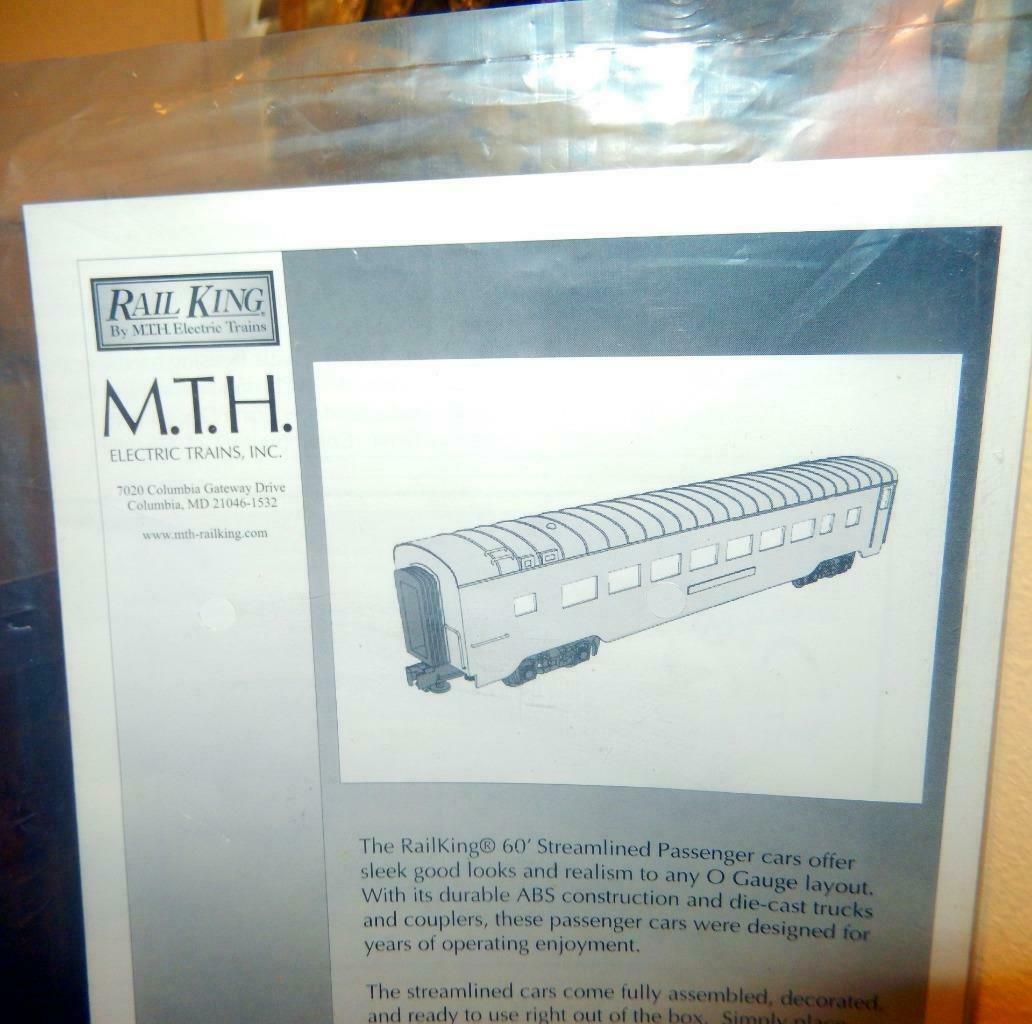 RAIL KING®
By M.T.H. Electric Trains
M.T.H.
ELECTRIC TRAINS, INC.
7020 Columbia Gateway Drive
Columbia, MD 21046-1532
www.mth-railking.com
The RailKing® 60' Streamlined Passenger cars offer
sleek good looks and realism to any O Gauge layout.
With its durable ABS construction and die-cast trucks
and couplers, these passenger cars were designed for
years of operating enjoyment.
The streamlined cars come fully assembled, decorated,
and ready to use right out of the box. Simply place